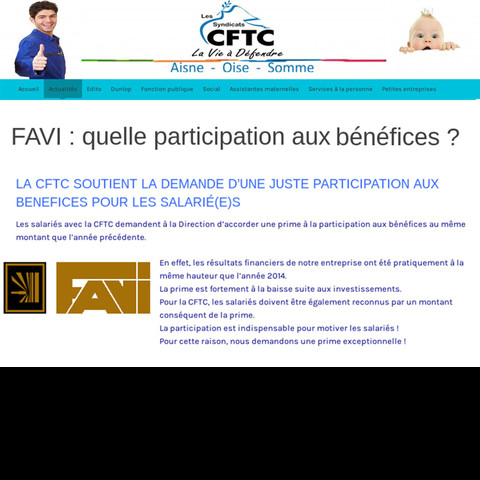 Les
Syndicats
CFTC
La Vie à Défendre
Aisne - Oise - Somme
Accueil Actualités Edito Dunlop Fonction publique Social Assistantes maternelles Services à la personne Petites entreprises
FAVI : quelle participation aux bénéfices ?
LA CFTC SOUTIENT LA DEMANDE D'UNE JUSTE PARTICIPATION AUX
BENEFICES POUR LES SALARIÉ(E)S
Les salariés avec la CFTC demandent à la Direction d'accorder une prime à la participation aux bénéfices au même
montant que l'année précédente.
FAVI
En effet, les résultats financiers de notre entreprise ont été pratiquement à la
même hauteur que l'année 2014.
La prime est fortement à la baisse suite aux investissements.
Pour la CFTC, les salariés doivent être également reconnus par un montant
conséquent de la prime.
La participation est indispensable pour motiver les salariés !
Pour cette raison, nous demandons une prime exceptionnelle !